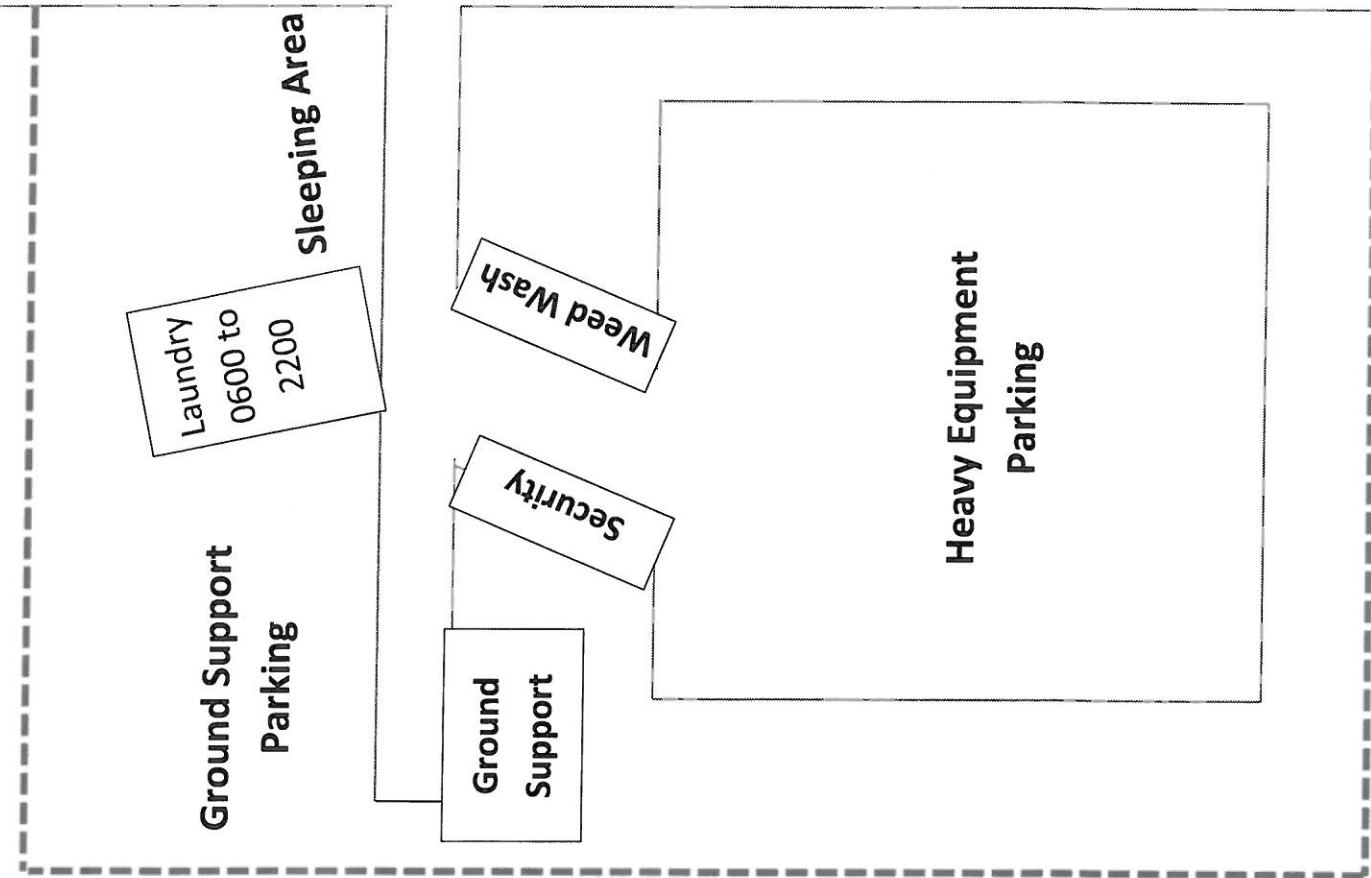 Sleeping Area
Laundry
0600 to
2200
Weed Wash
Security
Ground Support
Parking
Ground
Support
Heavy Equipment
Parking